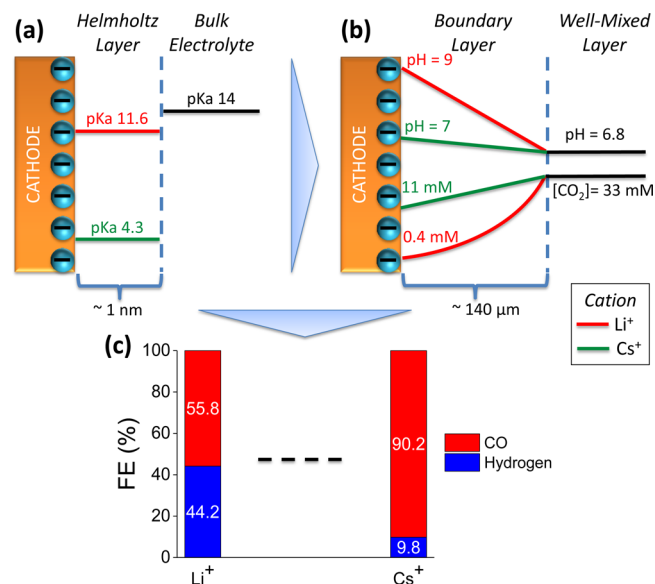 (a)
Helmholtz
Layer
Bulk
Electrolyte
pKa 14
pKa 11.6
CATHODE
pKa 4.3
~ 1 nm
(b)
Boundary
Layer
Well-Mixed
Layer
pH = 9
pH = 7
pH = 6.8
CATHODE
11 mM
[CO₂]= 33 mM
0.4 mM
~ 140 µm
Cation
Li⁺
Cs⁺
(c)
FE (%)
100
80
60
40
20
0
55.8
44.2
90.2
9.8
Li⁺
Cs⁺
CO
Hydrogen